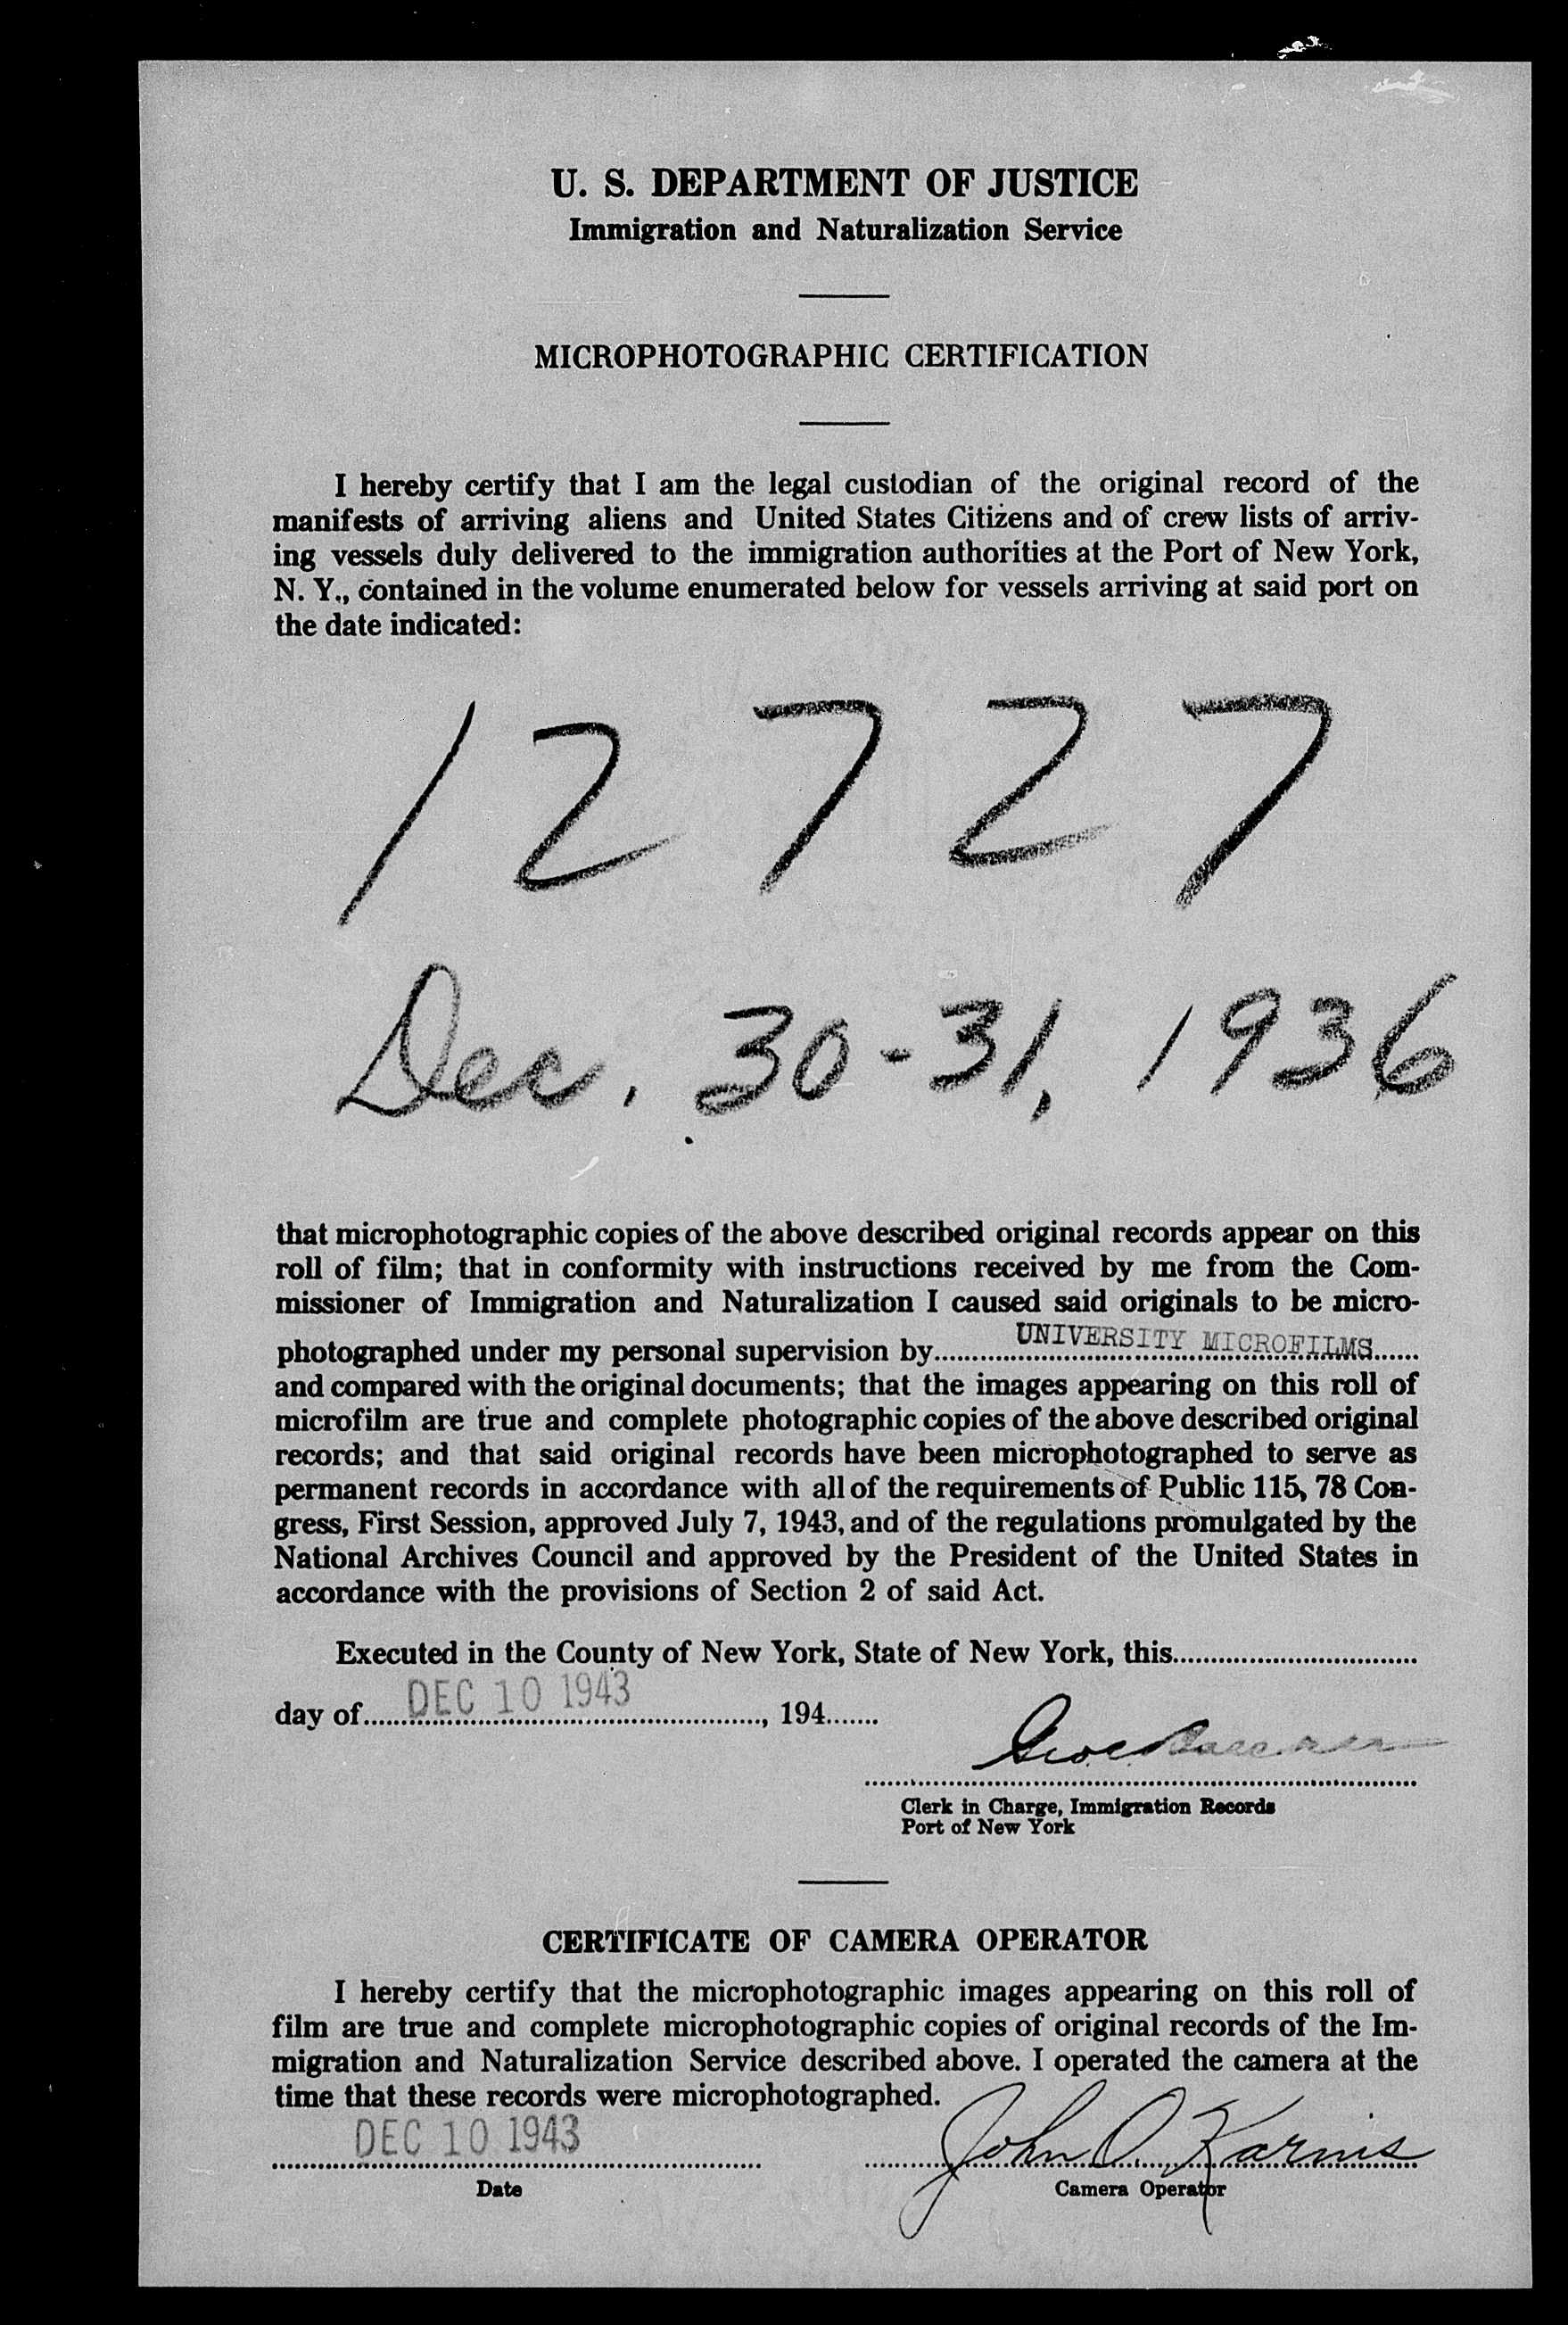 U. S. DEPARTMENT OF JUSTICE
Immigration and Naturalization Service
MICROPHOTOGRAPHIC CERTIFICATION
I hereby certify that I am the legal custodian of the original record of the
manifests of arriving aliens and United States Citizens and of crew lists of arriv-
ing vessels duly delivered to the immigration authorities at the Port of New York,
N. Y., contained in the volume enumerated below for vessels arriving at said port on
the date indicated:
12727
Dec. 30-31, 1936
that microphotographic copies of the above described original records appear on this
roll of film; that in conformity with instructions received by me from the Com-
missioner of Immigration and Naturalization I caused said originals to be micro-
photographed under my personal supervision by UNIVERSITY MICROFILMS
and compared with the original documents; that the images appearing on this roll of
microfilm are true and complete photographic copies of the above described original
records; and that said original records have been microphotographed to serve as
permanent records in accordance with all of the requirements of Public 115, 78 Con-
gress, First Session, approved July 7, 1943, and of the regulations promulgated by the
National Archives Council and approved by the President of the United States in
accordance with the provisions of Section 2 of said Act.
Executed in the County of New York, State of New York, this
day of DEC 10 1943, 194
Clerk in Charge, Immigration Records
Port of New York
CERTIFICATE OF CAMERA OPERATOR
I hereby certify that the microphotographic images appearing on this roll of
film are true and complete microphotographic copies of original records of the Im-
migration and Naturalization Service described above. I operated the camera at the
time that these records were microphotographed.
DEC 10 1943 John O. Karnis
Date Camera Operator